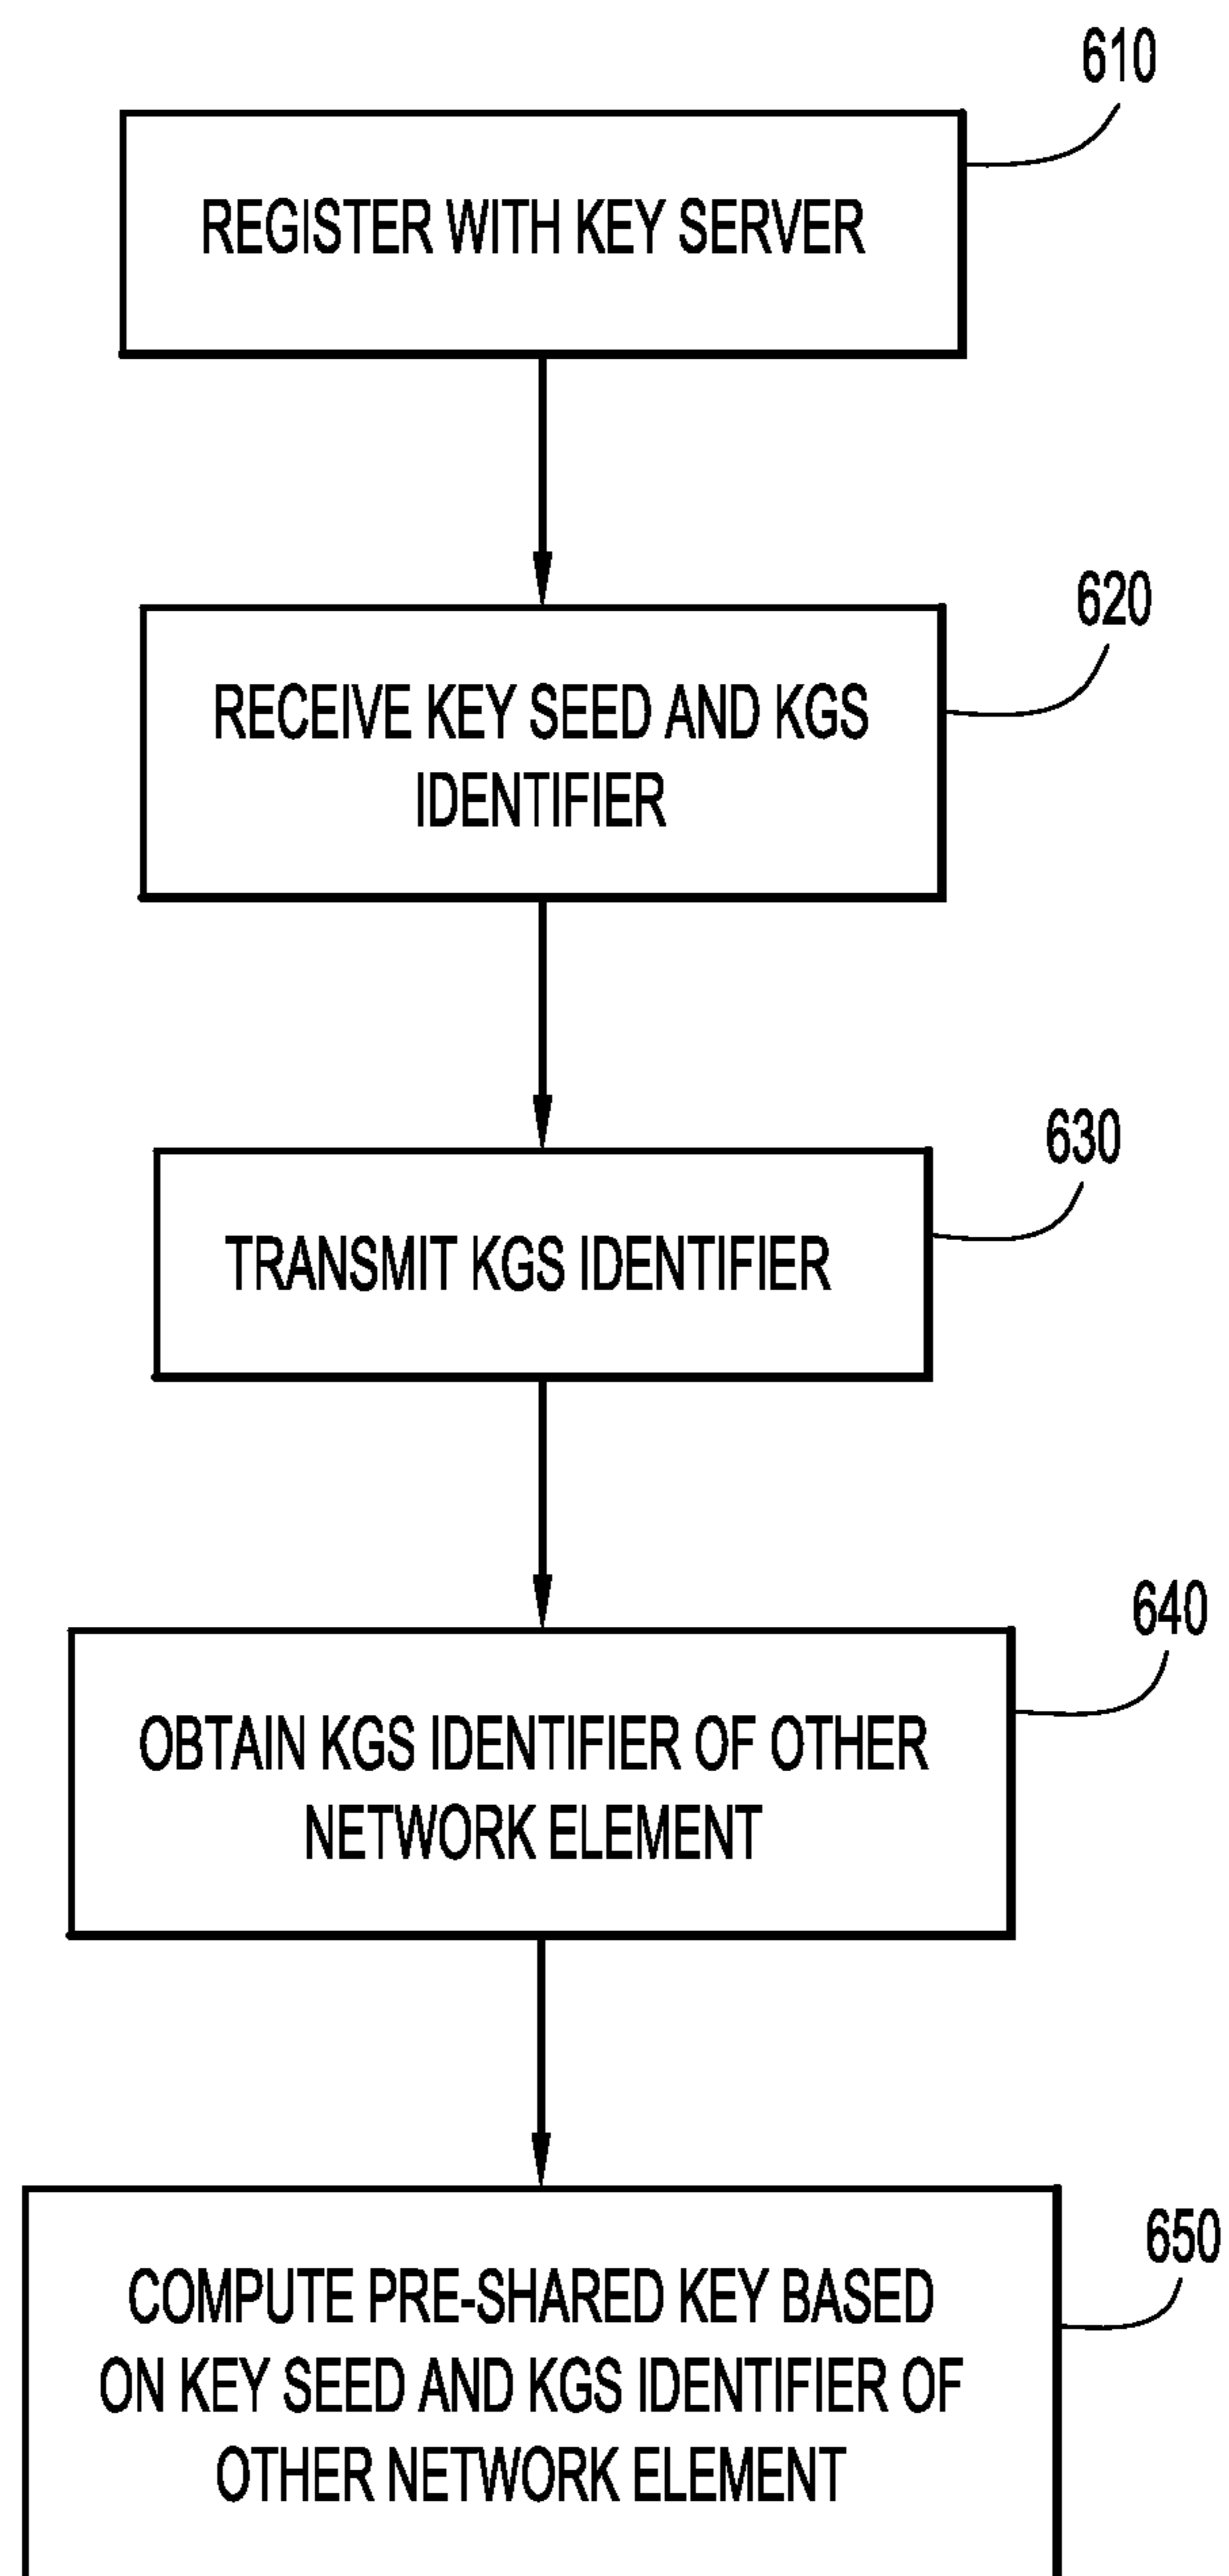 610
REGISTER WITH KEY SERVER
620
RECEIVE KEY SEED AND KGS
IDENTIFIER
630
TRANSMIT KGS IDENTIFIER
640
OBTAIN KGS IDENTIFIER OF OTHER
NETWORK ELEMENT
650
COMPUTE PRE-SHARED KEY BASED
ON KEY SEED AND KGS IDENTIFIER OF
OTHER NETWORK ELEMENT